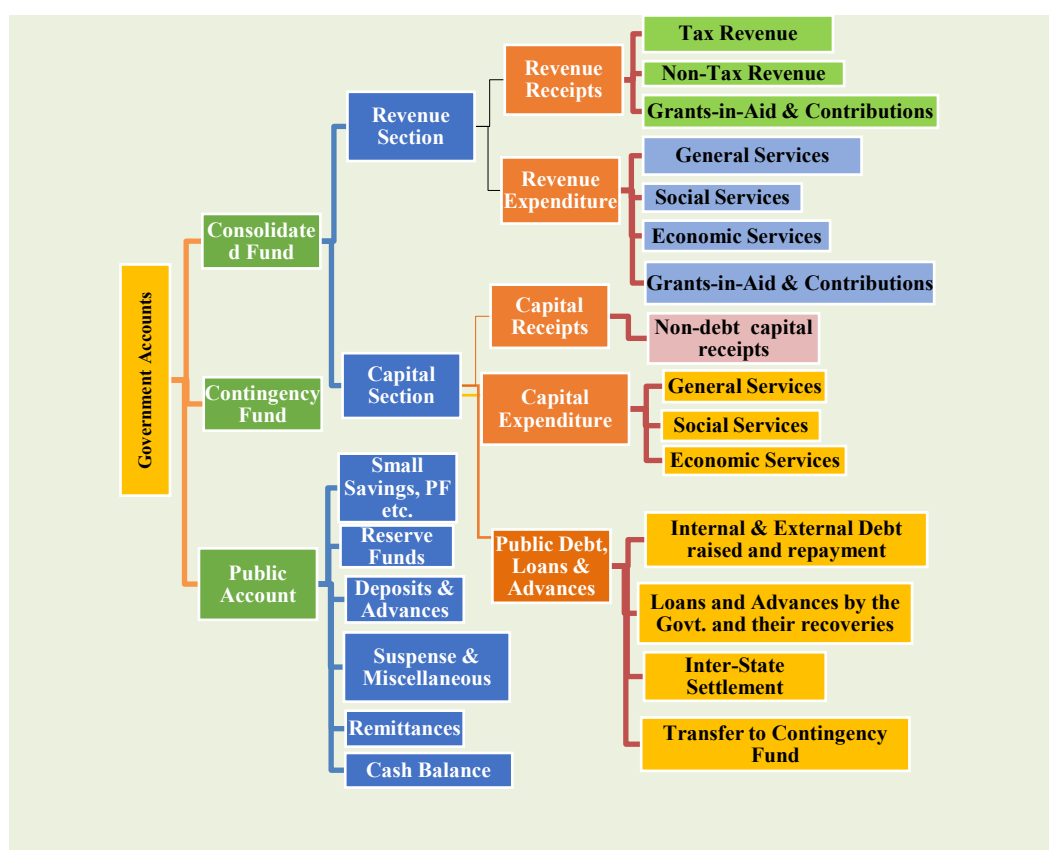 Government Accounts
Consolidate
d Fund
Contingency
Fund
Public
Account
Revenue
Section
Capital
Section
Small
Savings, PF
etc.
Reserve
Funds
Deposits &
Advances
Suspense &
Miscellaneous
Remittances
Cash Balance
Revenue
Receipts
Revenue
Expenditure
Capital
Receipts
Capital
Expenditure
Public Debt,
Loans &
Advances
Tax Revenue
Non-Tax Revenue
Grants-in-Aid & Contributions
General Services
Social Services
Economic Services
Grants-in-Aid & Contributions
Non-debt capital
receipts
General Services
Social Services
Economic Services
Internal & External Debt
raised and repayment
Loans and Advances by the
Govt. and their recoveries
Inter-State
Settlement
Transfer to Contingency
Fund